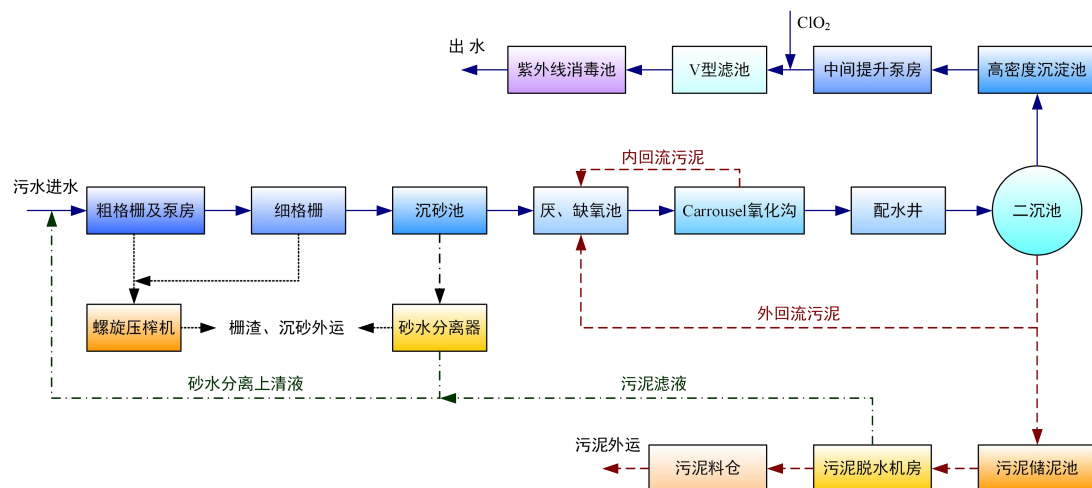 ClO₂
出 水
紫外线消毒池
V型滤池
中间提升泵房
高密度沉淀池
内回流污泥
污水进水
粗格栅及泵房
细格栅
沉砂池
厌、缺氧池
Carrousel氧化沟
配水井
二沉池
外回流污泥
螺旋压榨机
栅渣、沉砂外运
砂水分离器
砂水分离上清液
污泥滤液
污泥外运
污泥料仓
污泥脱水机房
污泥储泥池